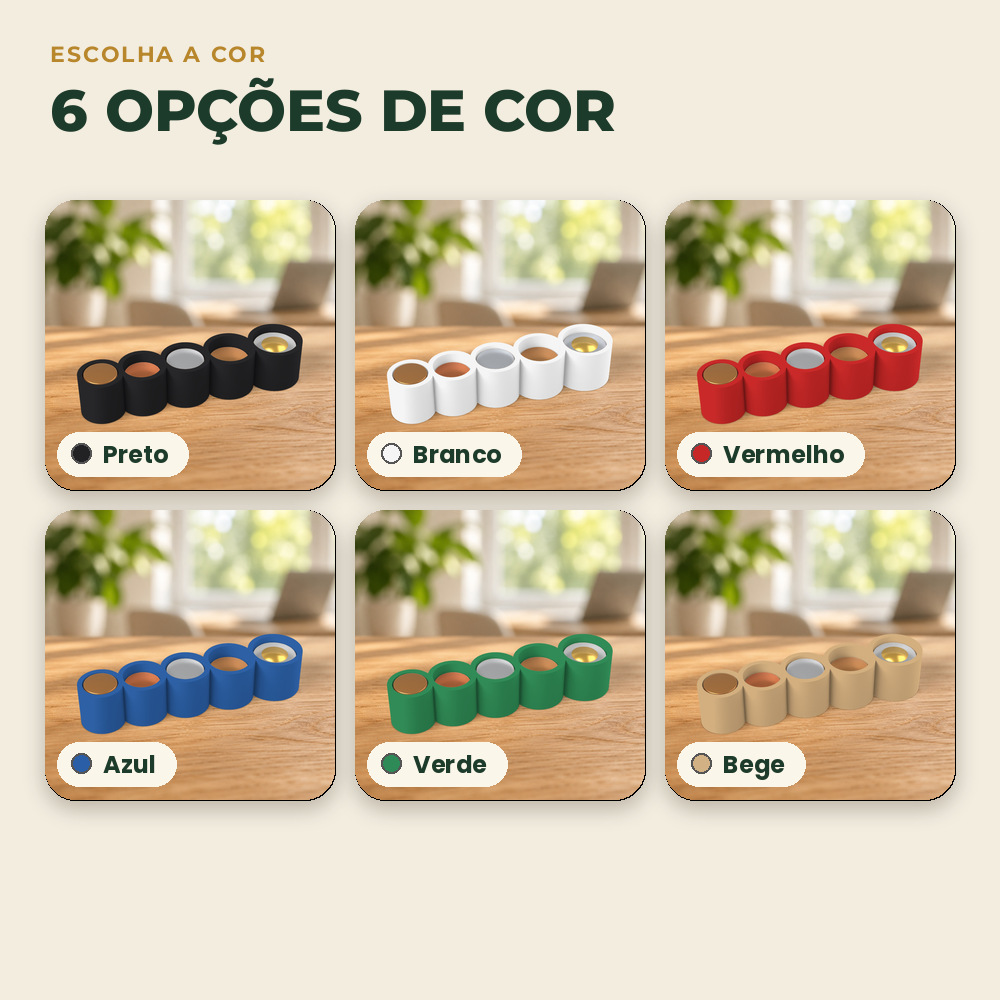 ESCOLHA A COR
6 OPÇÕES DE COR
Preto
Branco
Vermelho
Azul
Verde
Bege